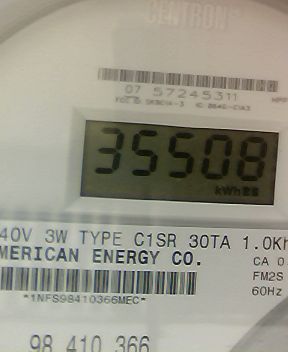 CENTRON
07 57245311
35508
kWh
40V 3W TYPE C1SR 30TA 1.0Kh
MERICAN ENERGY CO.
CA 0
FM2S
60Hz
*1NFS98410366MEC*
98 410 366